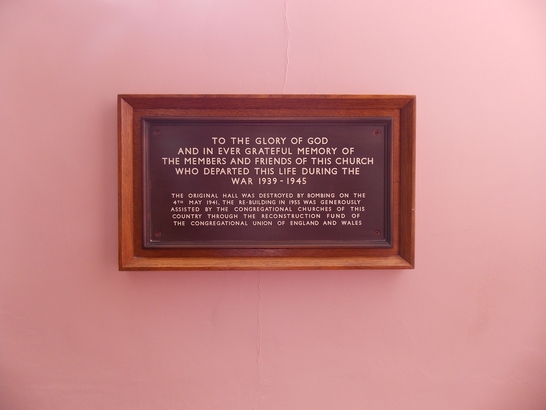 TO THE GLORY OF GOD
AND IN EVER GRATEFUL MEMORY OF
THE MEMBERS AND FRIENDS OF THIS CHURCH
WHO DEPARTED THIS LIFE DURING THE
WAR 1939-1945
THE ORIGINAL HALL WAS DESTROYED BY BOMBING ON THE
4TH MAY 1941, THE RE-BUILDING IN 1955 WAS GENEROUSLY
ASSISTED BY THE CONGREGATIONAL CHURCHES OF THIS
COUNTRY THROUGH THE RECONSTRUCTION FUND OF
THE CONGREGATIONAL UNION OF ENGLAND AND WALES